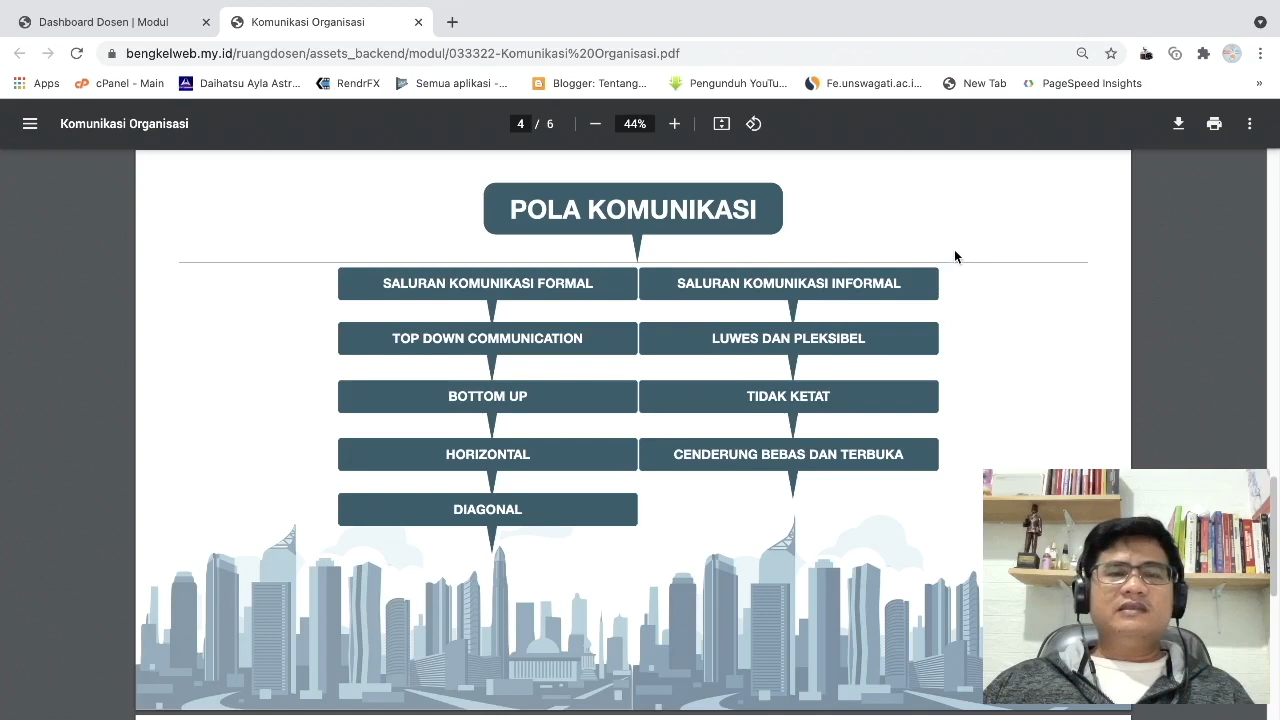 Dashboard Dosen | Modul
Komunikasi Organisasi
bengkelweb.my.id/ruangdosen/assets_backend/modul/033322-Komunikasi%20Organisasi.pdf
Apps
cPanel - Main
Daihatsu Ayla Astr...
RendrFX
Semua aplikasi -...
Blogger: Tentang...
Pengunduh YouTu...
Fe.unswagati.ac.i...
New Tab
PageSpeed Insights
»
Komunikasi Organisasi
4 / 6
44%
POLA KOMUNIKASI
SALURAN KOMUNIKASI FORMAL
SALURAN KOMUNIKASI INFORMAL
TOP DOWN COMMUNICATION
LUWES DAN PLEKSIBEL
BOTTOM UP
TIDAK KETAT
HORIZONTAL
CENDERUNG BEBAS DAN TERBUKA
DIAGONAL